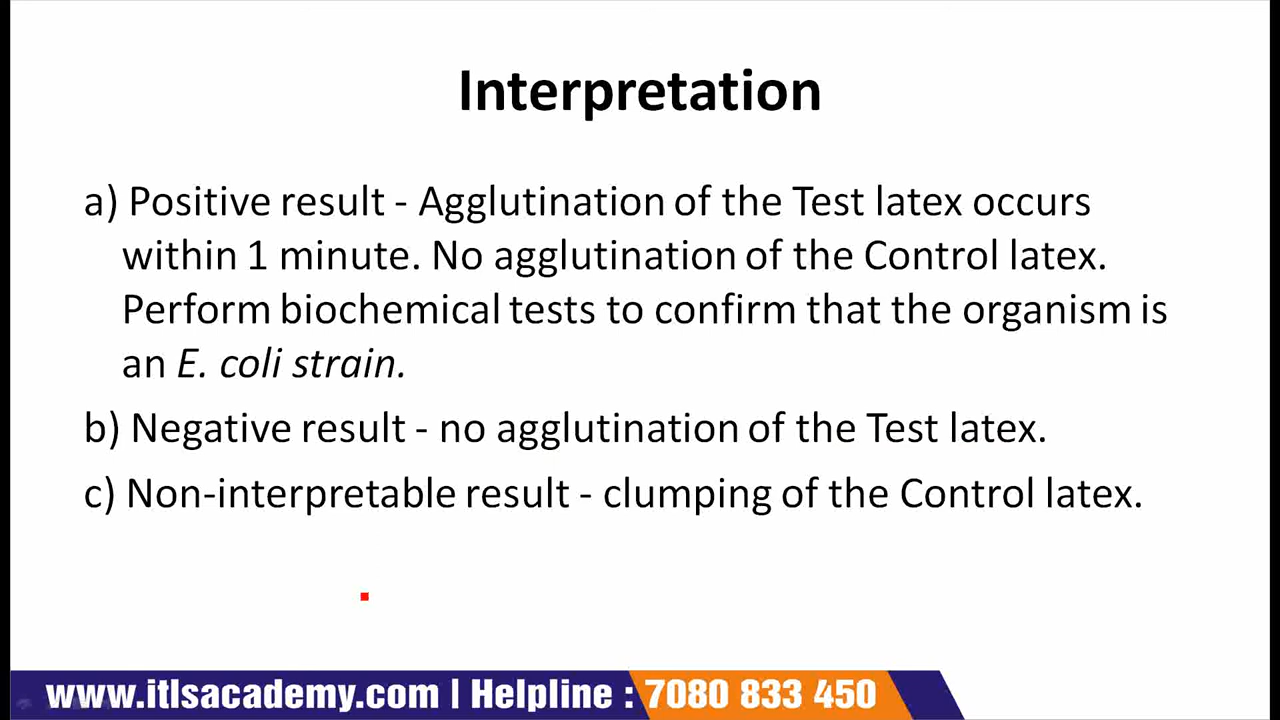 Interpretation
a) Positive result - Agglutination of the Test latex occurs
within 1 minute. No agglutination of the Control latex.
Perform biochemical tests to confirm that the organism is
an E. coli strain.
b) Negative result - no agglutination of the Test latex.
c) Non-interpretable result - clumping of the Control latex.
www.itlsacademy.com | Helpline : 7080 833 450